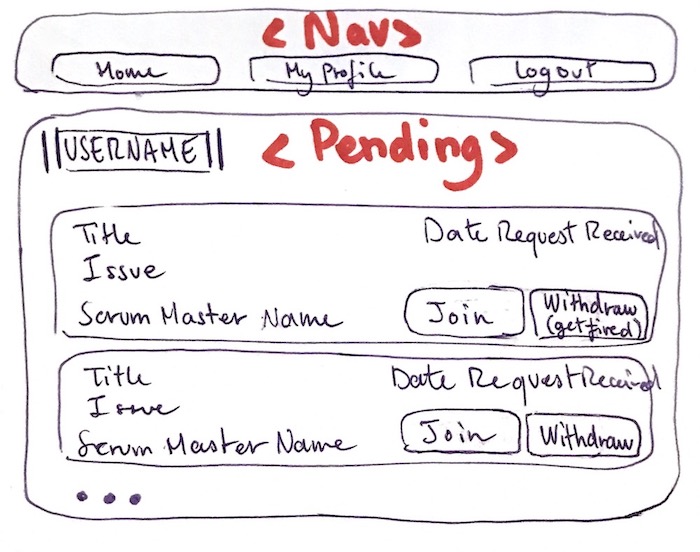 < Nav>
Home My Profile Logout
||USERNAME|| < Pending>
Title Date Request Received
Issue
Scrum Master Name Join Withdraw
(get fired)
Title Date Request Received
Issue
Scrum Master Name Join Withdraw
...